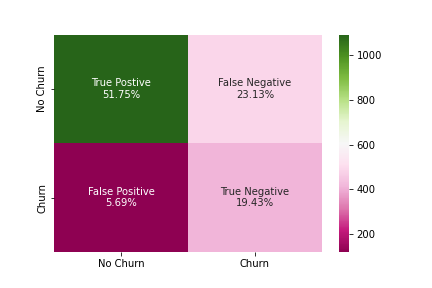 True Postive
51.75%
False Negative
23.13%
False Positive
5.69%
True Negative
19.43%
No Churn
Churn
No Churn
Churn
1000
800
600
400
200